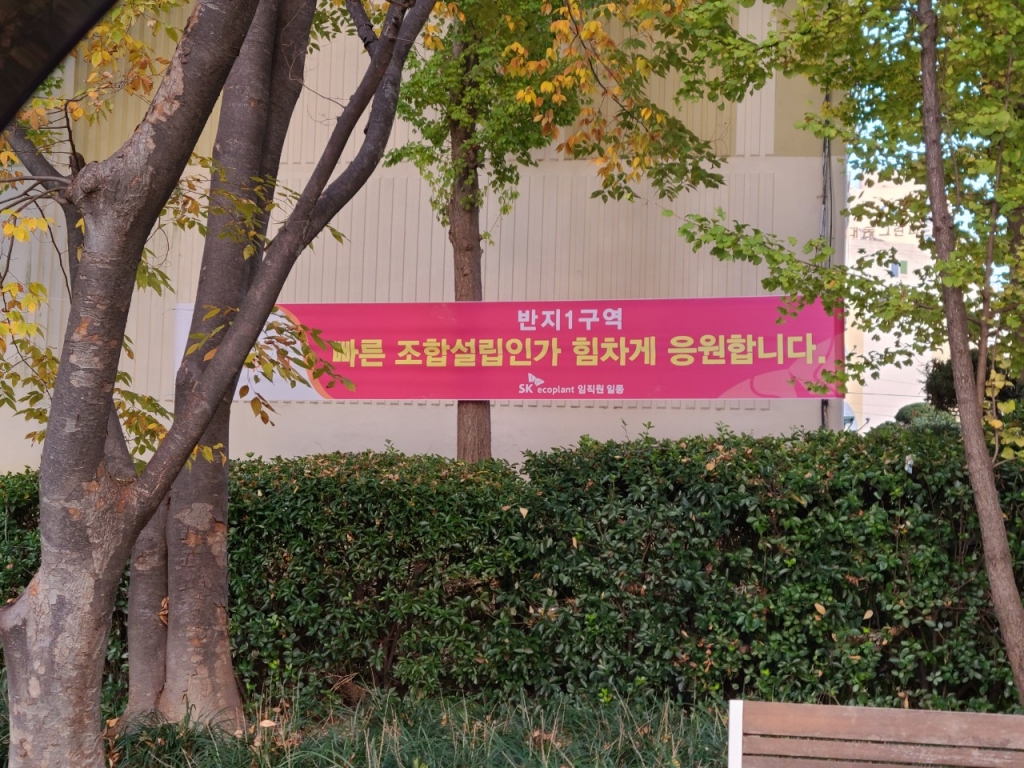 반지1구역
빠른 조합설립인가 힘차게 응원합니다.
SK ecoplant 임직원 일동